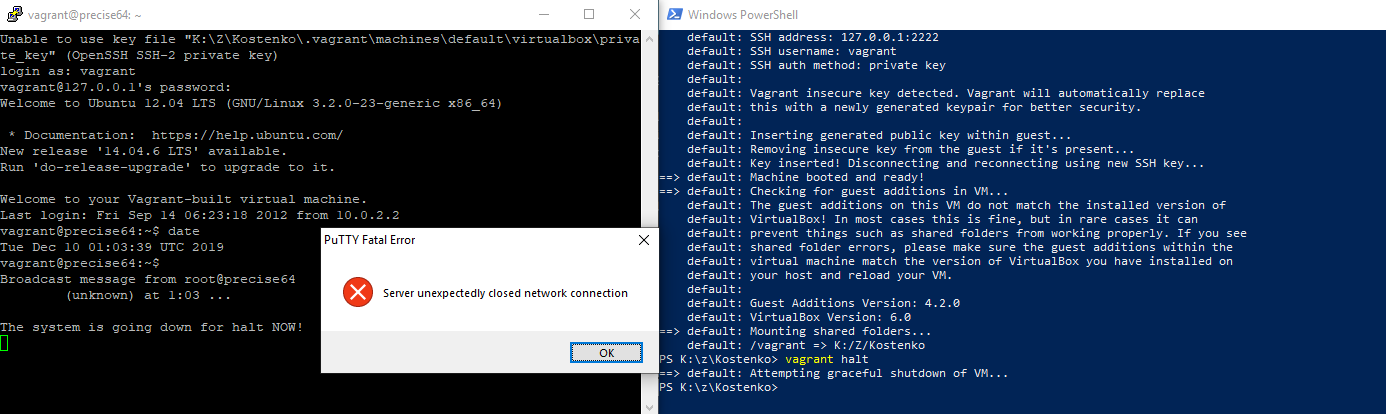 vagrant@precise64: ~
Unable to use key file "K:\Z\Kostenko\.vagrant\machines\default\virtualbox\priva
te_key" (OpenSSH SSH-2 private key)
login as: vagrant
vagrant@127.0.0.1's password:
Welcome to Ubuntu 12.04 LTS (GNU/Linux 3.2.0-23-generic x86_64)
* Documentation:  https://help.ubuntu.com/
New release '14.04.6 LTS' available.
Run 'do-release-upgrade' to upgrade to it.
Welcome to your Vagrant-built virtual machine.
Last login: Fri Sep 14 06:23:18 2012 from 10.0.2.2
vagrant@precise64:~$ date
Tue Dec 10 01:03:39 UTC 2019
vagrant@precise64:~$
Broadcast message from root@precise64
(unknown) at 1:03 ...
The system is going down for halt NOW!
PuTTY Fatal Error
Server unexpectedly closed network connection
OK
Windows PowerShell
default: SSH address: 127.0.0.1:2222
default: SSH username: vagrant
default: SSH auth method: private key
default:
default: Vagrant insecure key detected. Vagrant will automatically replace
default: this with a newly generated keypair for better security.
default:
default: Inserting generated public key within guest...
default: Removing insecure key from the guest if it's present...
default: Key inserted! Disconnecting and reconnecting using new SSH key...
==> default: Machine booted and ready!
==> default: Checking for guest additions in VM...
default: The guest additions on this VM do not match the installed version of
default: VirtualBox! In most cases this is fine, but in rare cases it can
default: prevent things such as shared folders from working properly. If you see
default: shared folder errors, please make sure the guest additions within the
default: virtual machine match the version of VirtualBox you have installed on
default: your host and reload your VM.
default:
default: Guest Additions Version: 4.2.0
default: VirtualBox Version: 6.0
==> default: Mounting shared folders...
default: /vagrant => K:/Z/Kostenko
PS K:\z\Kostenko> vagrant halt
==> default: Attempting graceful shutdown of VM...
PS K:\z\Kostenko>